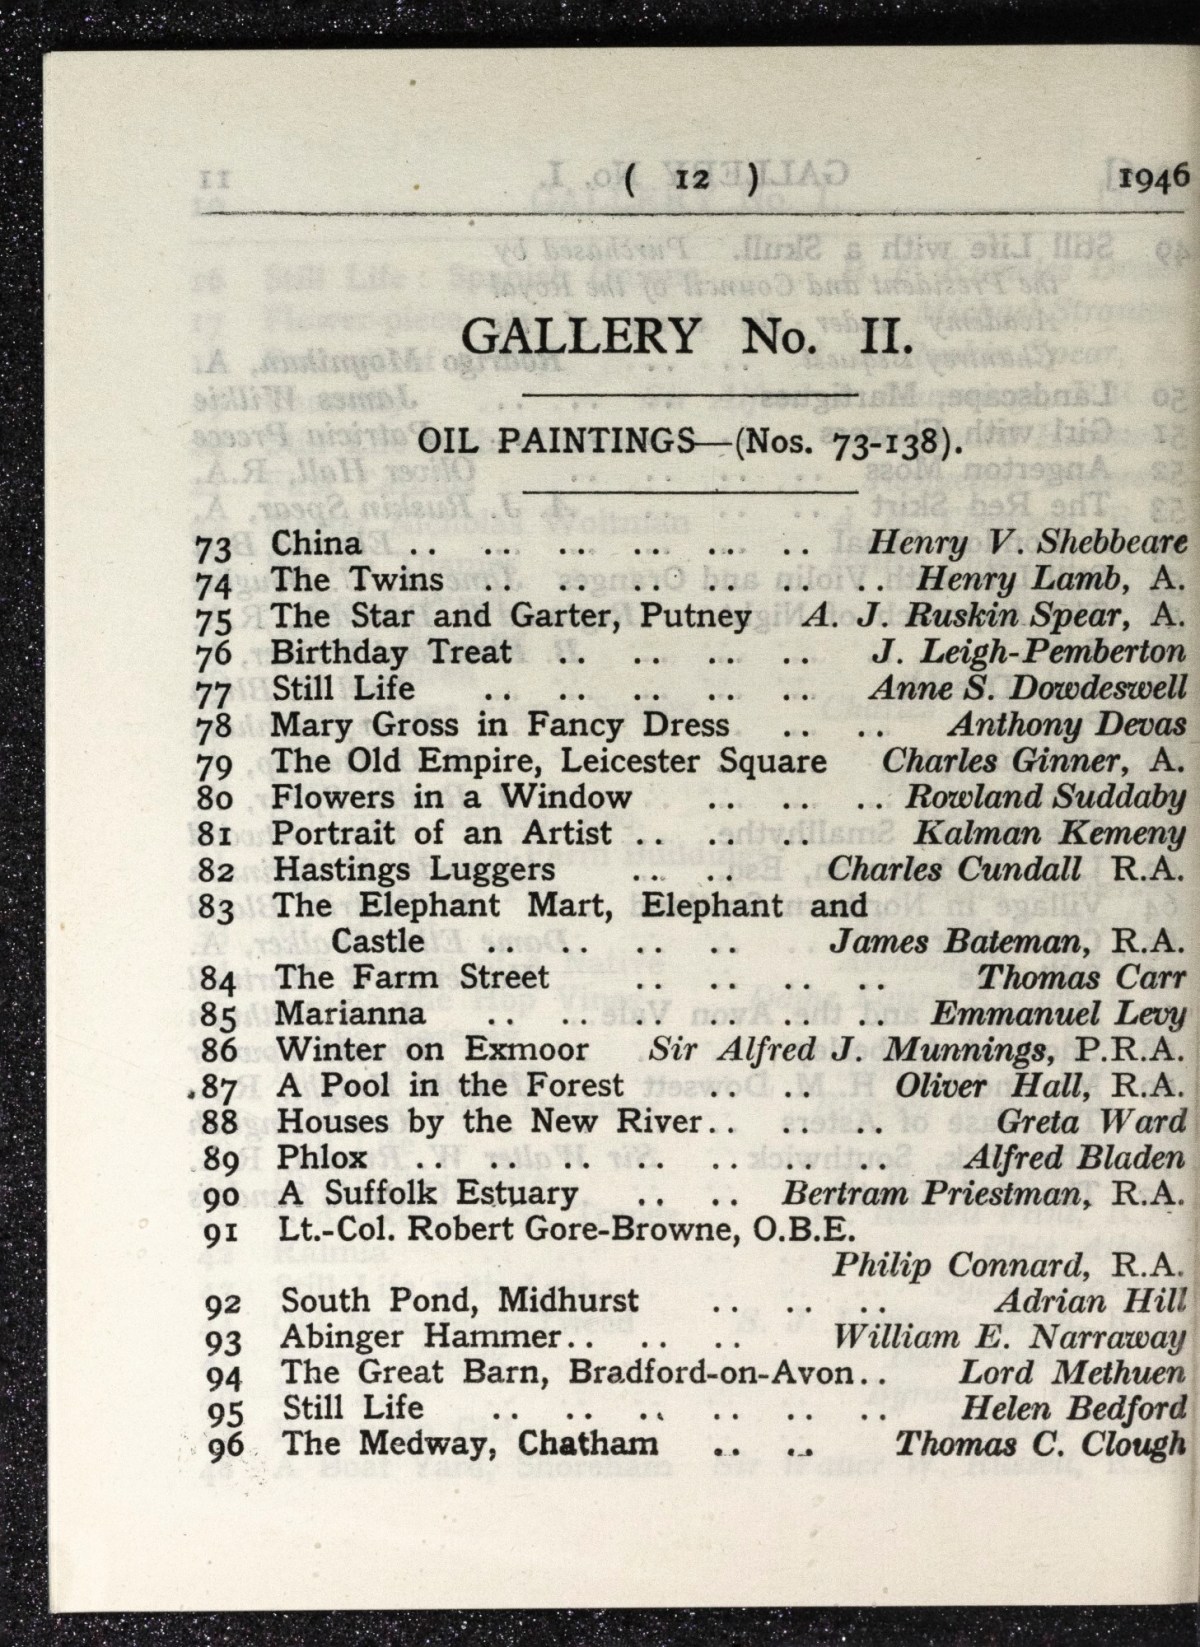 ( 12 ) 1946
GALLERY No. II.
OIL PAINTINGS—(Nos. 73-138).
73 China .. .. .. .. .. .. Henry V. Shebbeare
74 The Twins .. .. .. .. .. .. Henry Lamb, A.
75 The Star and Garter, Putney A. J. Ruskin Spear, A.
76 Birthday Treat .. .. .. .. J. Leigh-Pemberton
77 Still Life .. .. .. .. .. Anne S. Dowdeswell
78 Mary Gross in Fancy Dress .. .. Anthony Devas
79 The Old Empire, Leicester Square Charles Ginner, A.
80 Flowers in a Window .. .. .. Rowland Suddaby
81 Portrait of an Artist .. .. .. Kalman Kemeny
82 Hastings Luggers .. .. Charles Cundall R.A.
83 The Elephant Mart, Elephant and
Castle .. .. .. .. James Bateman, R.A.
84 The Farm Street .. .. .. .. Thomas Carr
85 Marianna .. .. .. .. .. .. Emmanuel Levy
86 Winter on Exmoor Sir Alfred J. Munnings, P.R.A.
87 A Pool in the Forest .. .. Oliver Hall, R.A.
88 Houses by the New River.. .. .. Greta Ward
89 Phlox .. .. .. .. .. .. .. Alfred Bladen
90 A Suffolk Estuary .. .. Bertram Priestman, R.A.
91 Lt.-Col. Robert Gore-Browne, O.B.E.
Philip Connard, R.A.
92 South Pond, Midhurst .. .. .. Adrian Hill
93 Abinger Hammer.. .. .. William E. Narraway
94 The Great Barn, Bradford-on-Avon.. Lord Methuen
95 Still Life .. .. .. .. .. .. Helen Bedford
96 The Medway, Chatham .. .. Thomas C. Clough